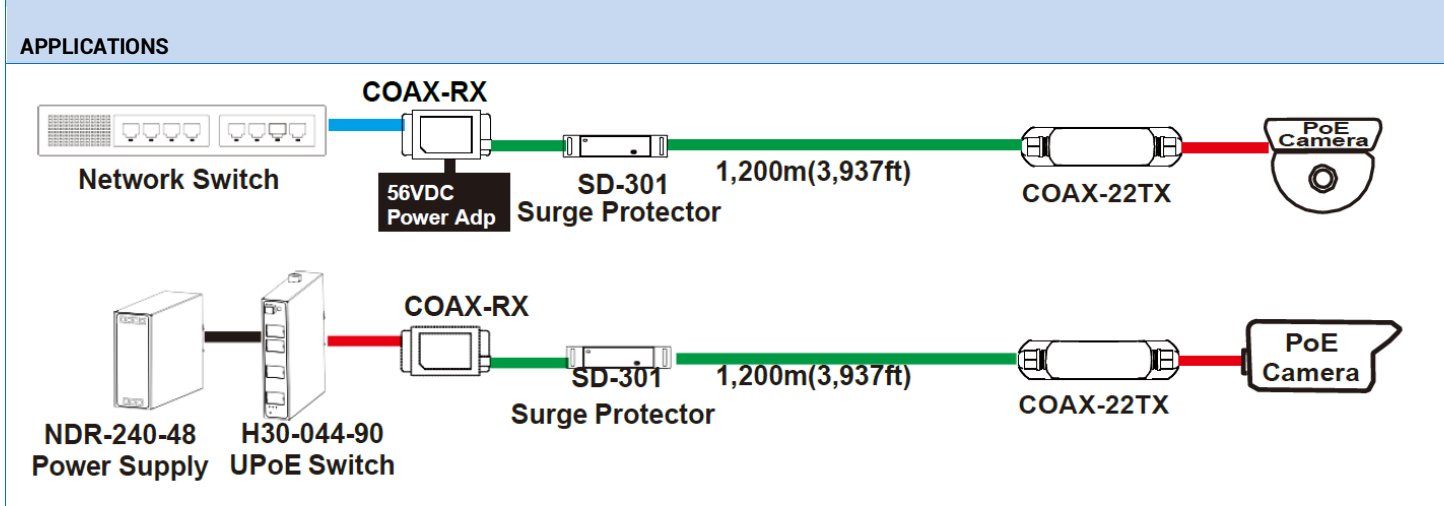 APPLICATIONS
COAX-RX
PoE
Camera
Network Switch
56VDC
Power Adp
SD-301
Surge Protector
1,200m(3,937ft)
COAX-22TX
COAX-RX
PoE
Camera
SD-301
Surge Protector
1,200m(3,937ft)
COAX-22TX
NDR-240-48
Power Supply
H30-044-90
UPoE Switch